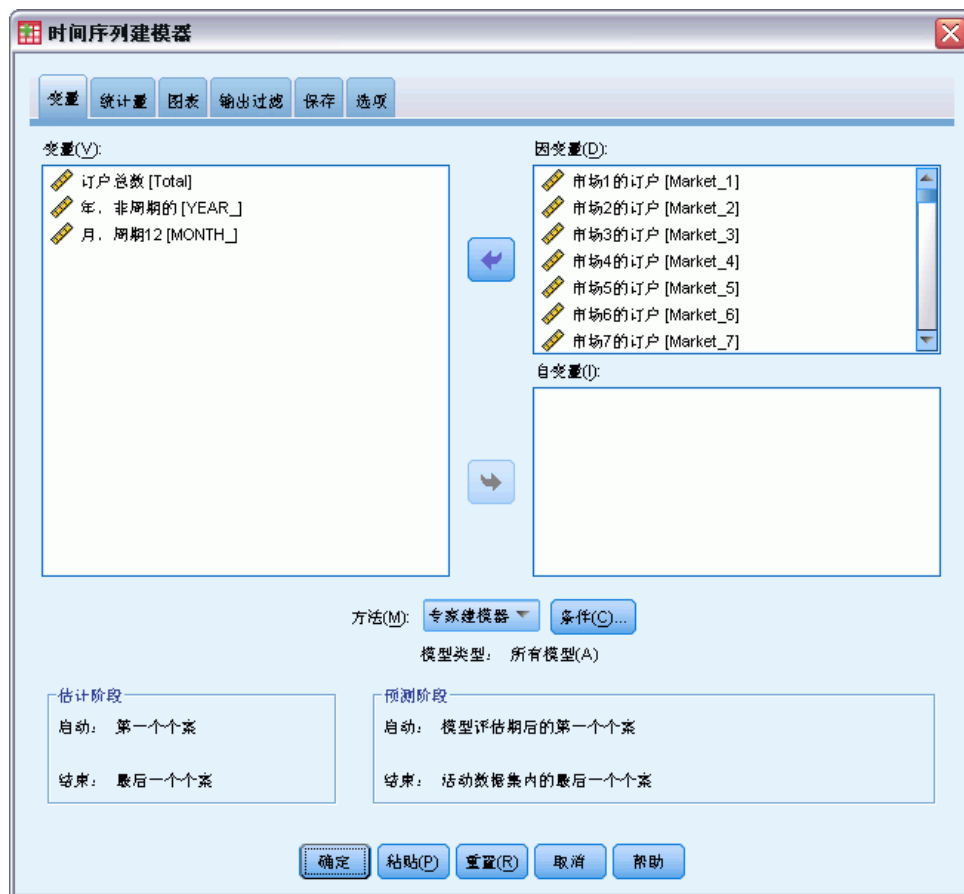 时间序列建模器
变量 统计量 图表 输出过滤 保存 选项
变量(V):
订户总数 [Total]
年，非周期的 [YEAR_]
月，周期12 [MONTH_]
因变量(D):
市场1的订户 [Market_1]
市场2的订户 [Market_2]
市场3的订户 [Market_3]
市场4的订户 [Market_4]
市场5的订户 [Market_5]
市场6的订户 [Market_6]
市场7的订户 [Market_7]
自变量(I):
方法(M): 专家建模器 条件(C)...
模型类型： 所有模型(A)
估计阶段
启动： 第一个个案
结束： 最后一个个案
预测阶段
启动： 模型评估期后的第一个个案
结束： 活动数据集内的最后一个个案
确定 粘贴(P) 重置(R) 取消 帮助